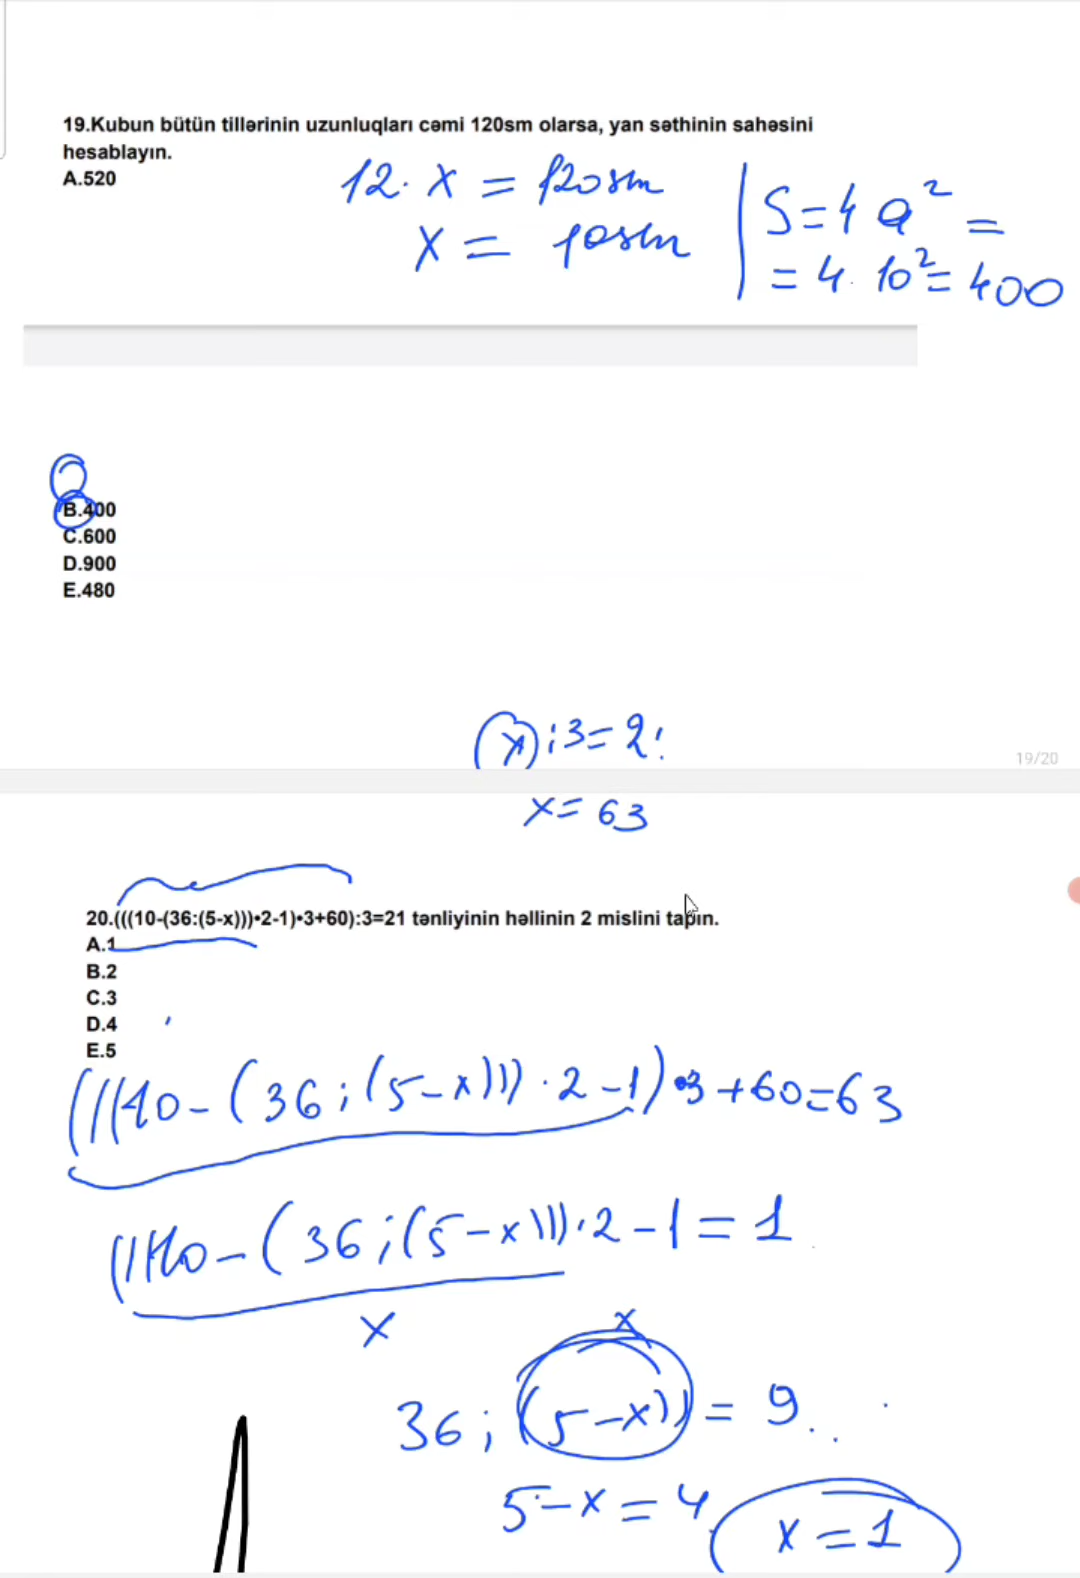 19.Kubun bütün tillərinin uzunluqları cəmi 120sm olarsa, yan səthinin sahəsini
hesablayın.
A.520
12. x = 120sm
x = 10sm
S=4a² =
= 4. 10² = 400
B.400
C.600
D.900
E.480
(x):3=2!
19/20
x= 63
20.(((10-(36:(5-x)))•2-1)•3+60):3=21 tənliyinin həllinin 2 mislini tapın.
A.1
B.2
C.3
D.4
E.5
(((10-(36:(5-x)))·2-1)•3+60=63
(((10-(36:(5-x)))·2-1=1
x
x
36:(5-x))=9..
5-x=4
x=1